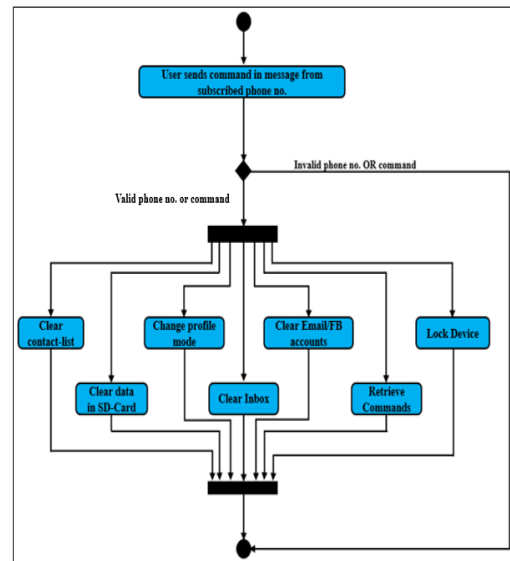 User sends command in message from
subscribed phone no.
Invalid phone no. OR command
Valid phone no. or command
Clear
contact-list
Change profile
mode
Clear Email/FB
accounts
Lock Device
Clear data
in SD-Card
Clear Inbox
Retrieve
Commands